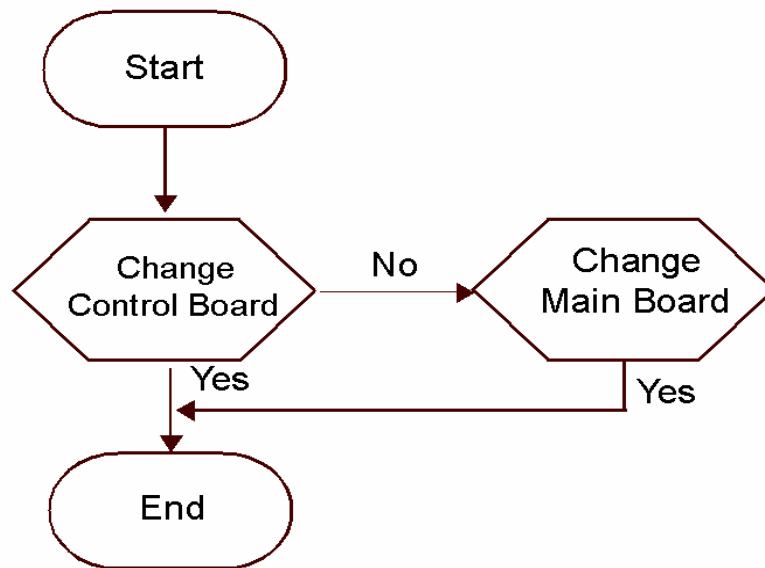 Start
Change
Control Board
No
Change
Main Board
Yes
Yes
End